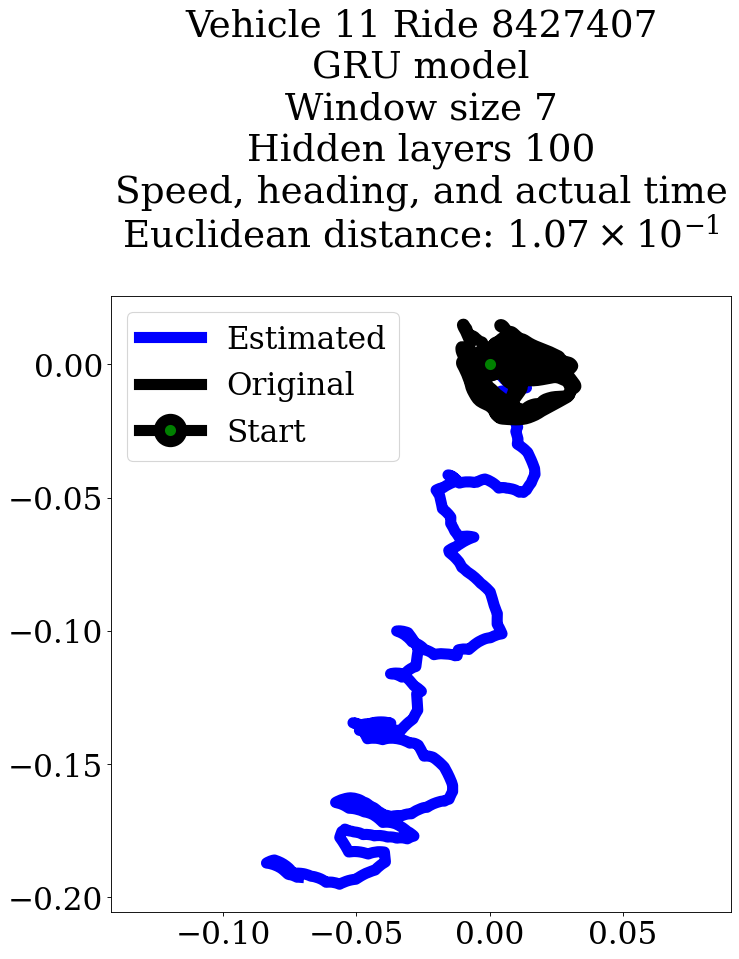 Vehicle 11 Ride 8427407
GRU model
Window size 7
Hidden layers 100
Speed, heading, and actual time
Euclidean distance: 1.07 × 10⁻¹
Estimated
Original
Start
0.00
−0.05
−0.10
−0.15
−0.20
−0.10 −0.05 0.00 0.05